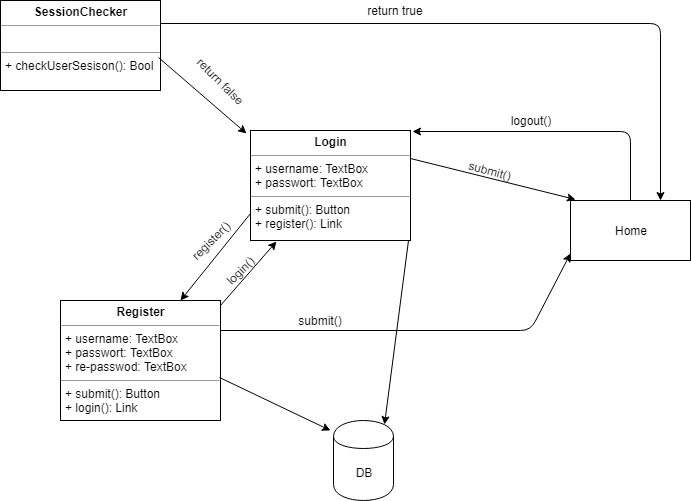 SessionChecker
return true
+ checkUserSesison(): Bool
return false
logout()
Login
+ username: TextBox
+ passwort: TextBox
submit()
+ submit(): Button
+ register(): Link
Home
register()
login()
Register
submit()
+ username: TextBox
+ passwort: TextBox
+ re-passwod: TextBox
+ submit(): Button
+ login(): Link
DB